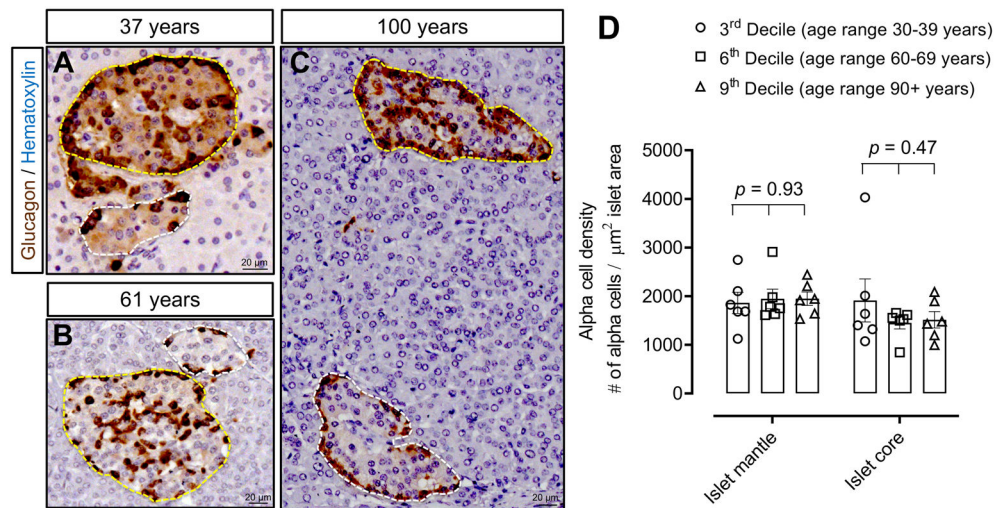 37 years
100 years
61 years
Glucagon / Hematoxylin
A
B
C
D
20 µm
20 µm
20 µm
3rd Decile (age range 30-39 years)
6th Decile (age range 60-69 years)
9th Decile (age range 90+ years)
Alpha cell density
# of alpha cells / µm2 islet area
5000
4000
3000
2000
1000
0
p = 0.93
p = 0.47
Islet mantle
Islet core